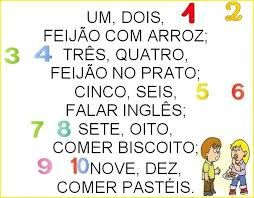 UM, DOIS, 1 2
FEIJÃO COM ARROZ;
3 4 TRÊS, QUATRO,
FEIJÃO NO PRATO;
CINCO, SEIS, 5 6
FALAR INGLÊS;
7 8 SETE, OITO,
COMER BISCOITO;
9 10 NOVE, DEZ,
COMER PASTÉIS.